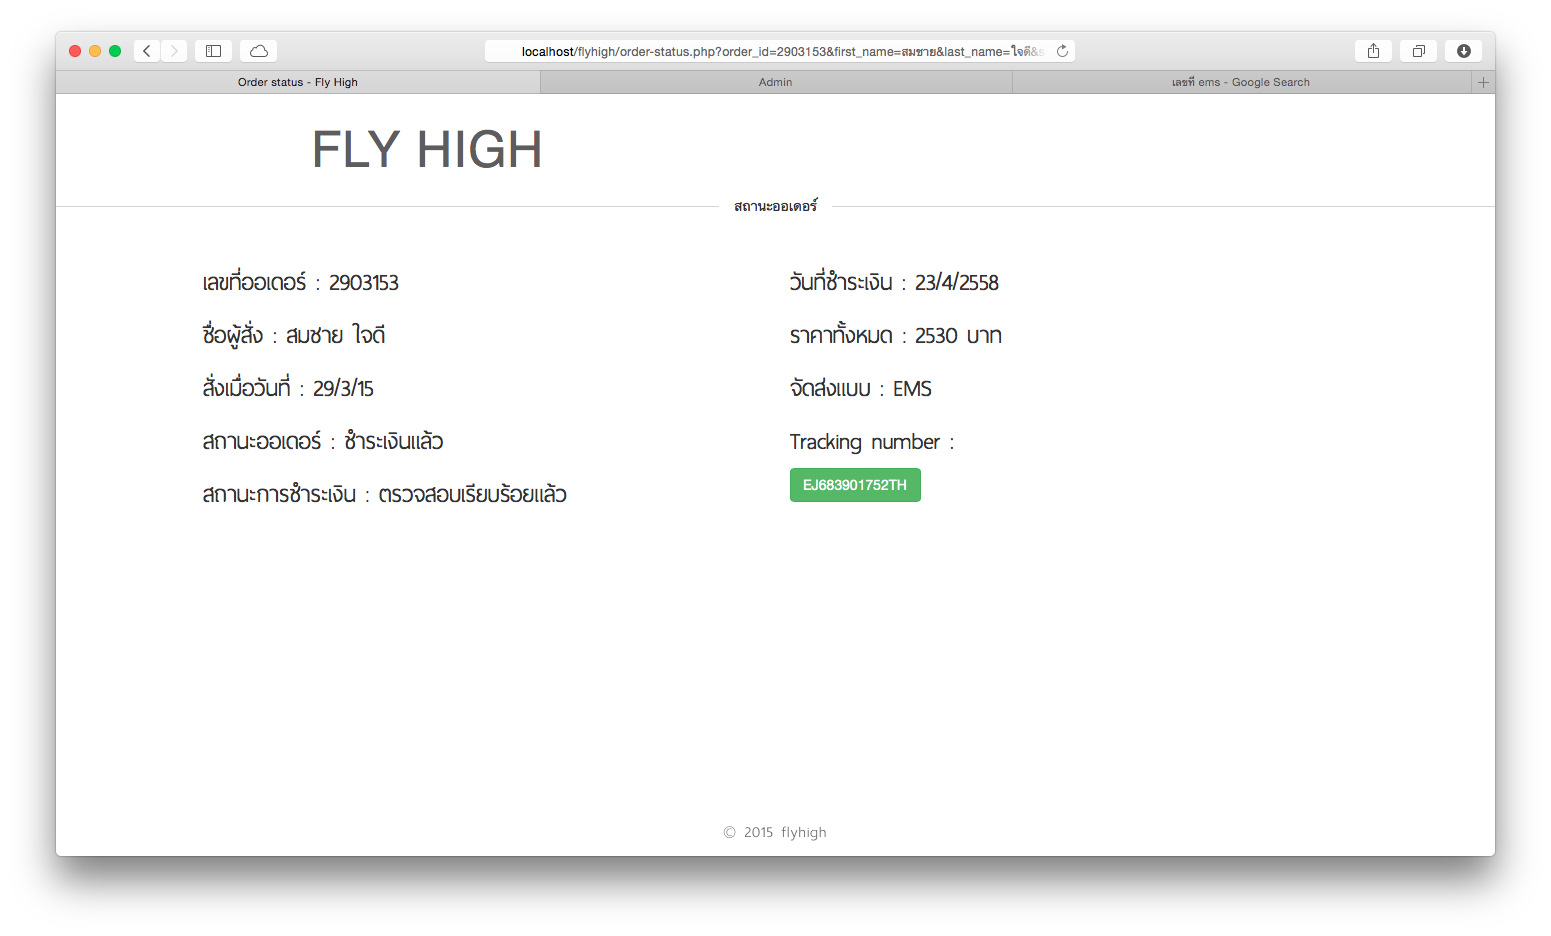 localhost/flyhigh/order-status.php?order_id=2903153&first_name=สมชาย&last_name=ใจดี&s
Order status - Fly High
Admin
เลขที่ ems - Google Search
FLY HIGH
สถานะออเดอร์
เลขที่ออเดอร์ : 2903153
ชื่อผู้สั่ง : สมชาย ใจดี
สั่งเมื่อวันที่ : 29/3/15
สถานะออเดอร์ : ชำระเงินแล้ว
สถานะการชำระเงิน : ตรวจสอบเรียบร้อยแล้ว
วันที่ชำระเงิน : 23/4/2558
ราคาทั้งหมด : 2530 บาท
จัดส่งแบบ : EMS
Tracking number :
EJ683901752TH
© 2015 flyhigh